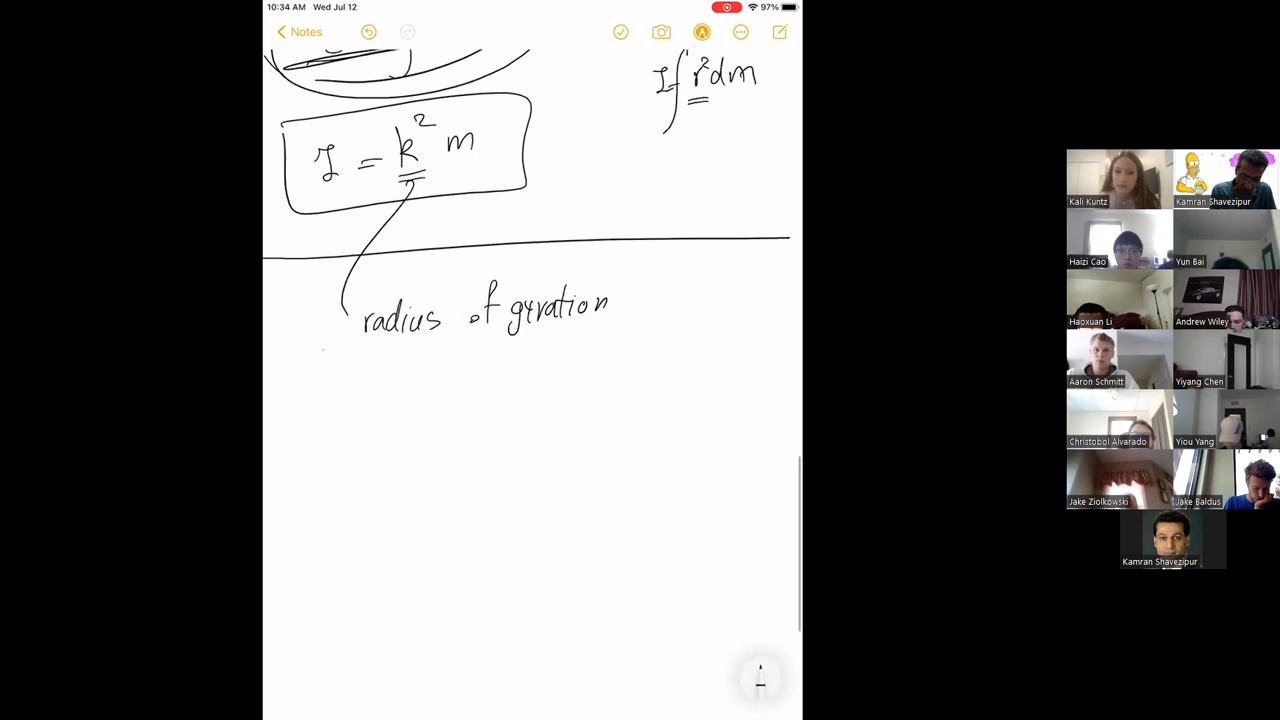 10:34 AM Wed Jul 12
97%
Notes
I = ∫ r² dm
I = k² m
radius of gyration
Kali Kuntz
Kamran Shavezipur
Haizi Cao
Yun Bai
Haoxuan Li
Andrew Wiley
Aaron Schmitt
Yiyang Chen
Christobol Alvarado
Yiou Yang
Jake Ziolkowski
Jake Baldus
Kamran Shavezipur